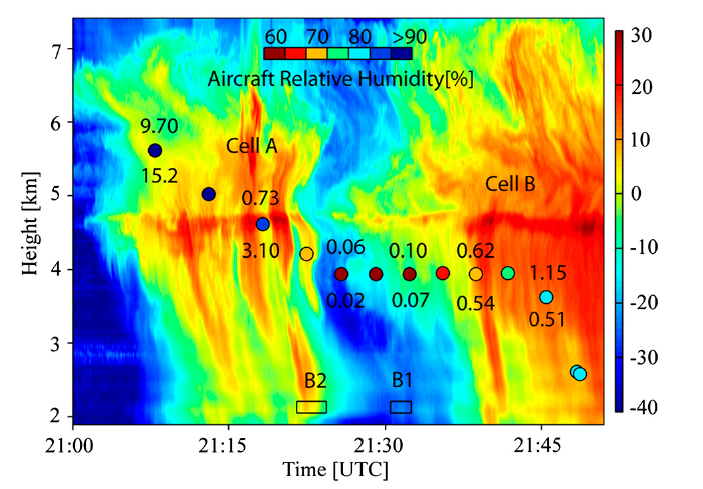 60 70 80 >90
Aircraft Relative Humidity[%]
7
6
5
4
3
2
Height [km]
9.70
15.2
Cell A
0.73
3.10
Cell B
0.06
0.02
0.10
0.07
0.62
0.54
1.15
0.51
B2
B1
21:00 21:15 21:30 21:45
Time [UTC]
30
20
10
0
-10
-20
-30
-40